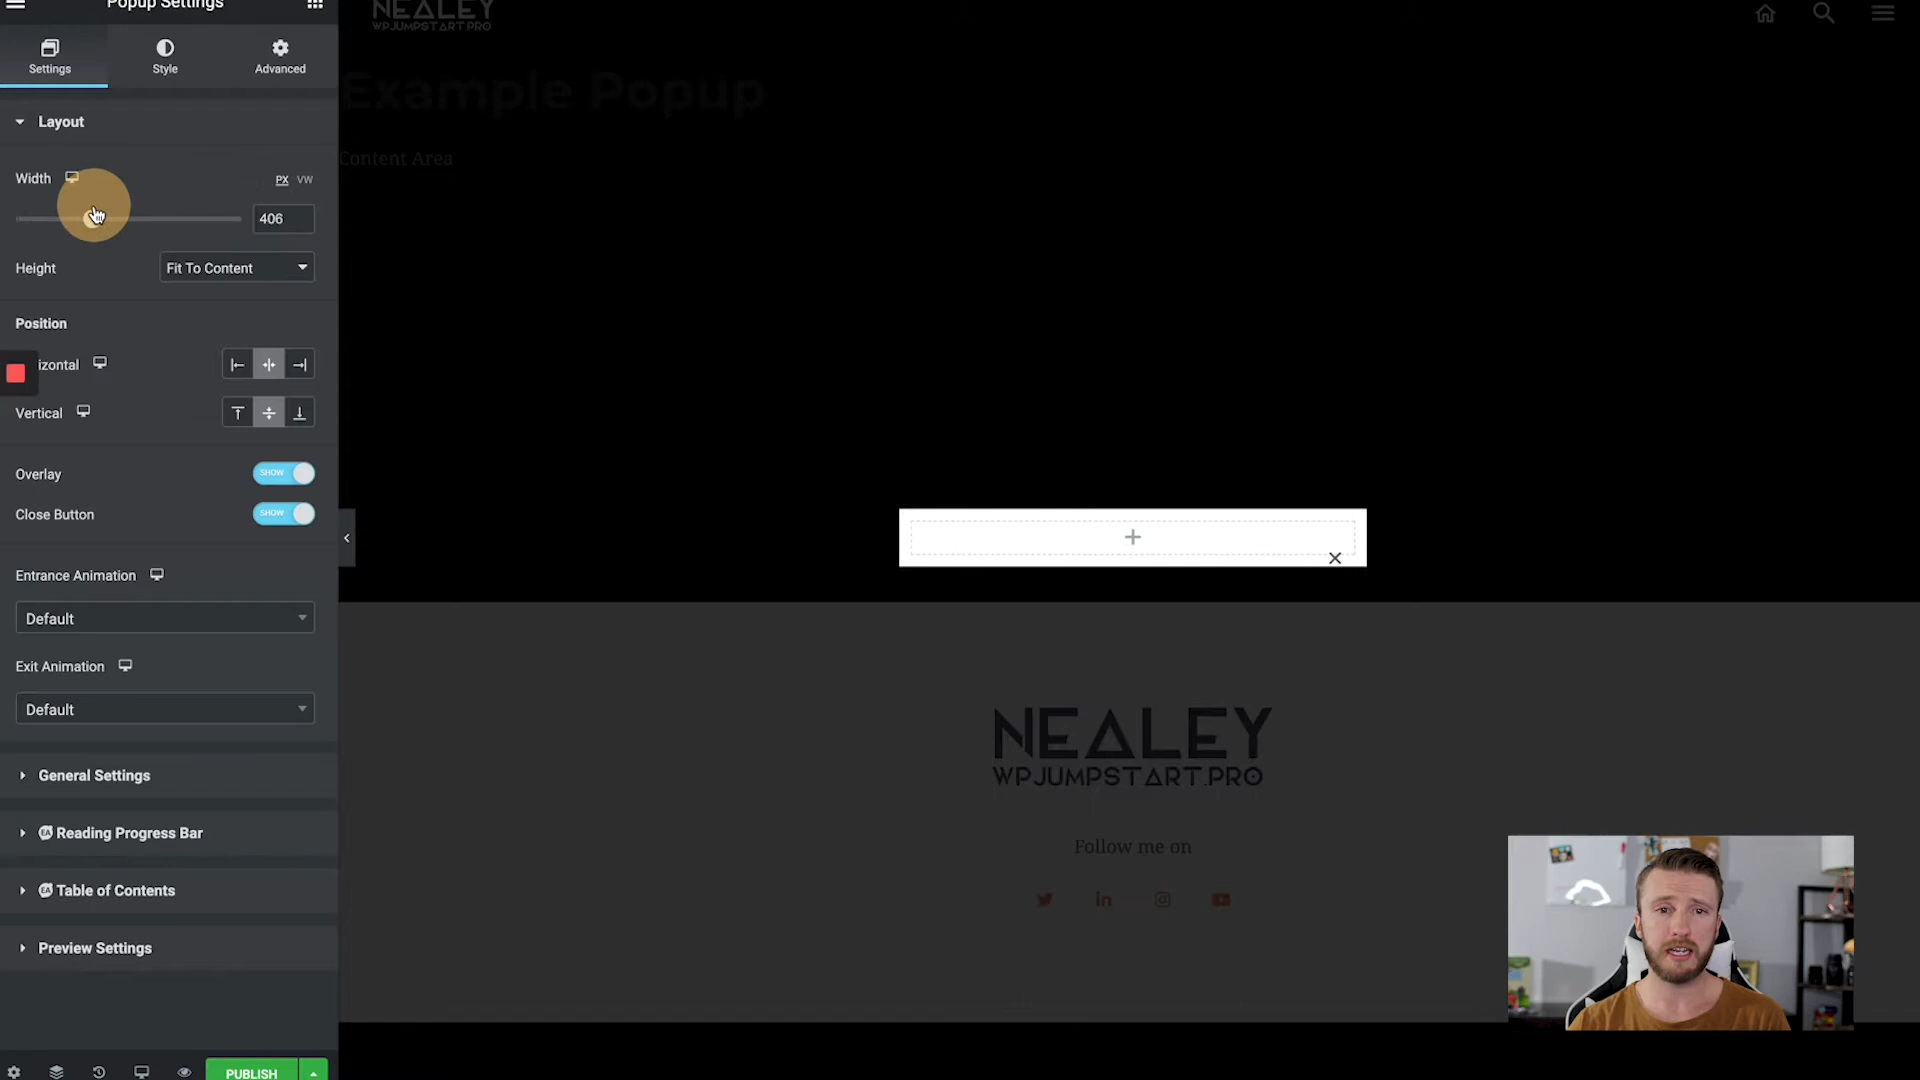 Popup Settings
Settings
Style
Advanced
Layout
Width
PX VW
406
Height
Fit To Content
Position
izontal
Vertical
Overlay
SHOW
Close Button
SHOW
Entrance Animation
Default
Exit Animation
Default
General Settings
EA Reading Progress Bar
EA Table of Contents
Preview Settings
PUBLISH
NEALEY
WPJUMPSTART.PRO
Example Popup
Content Area
NEALEY
WPJUMPSTART.PRO
Follow me on